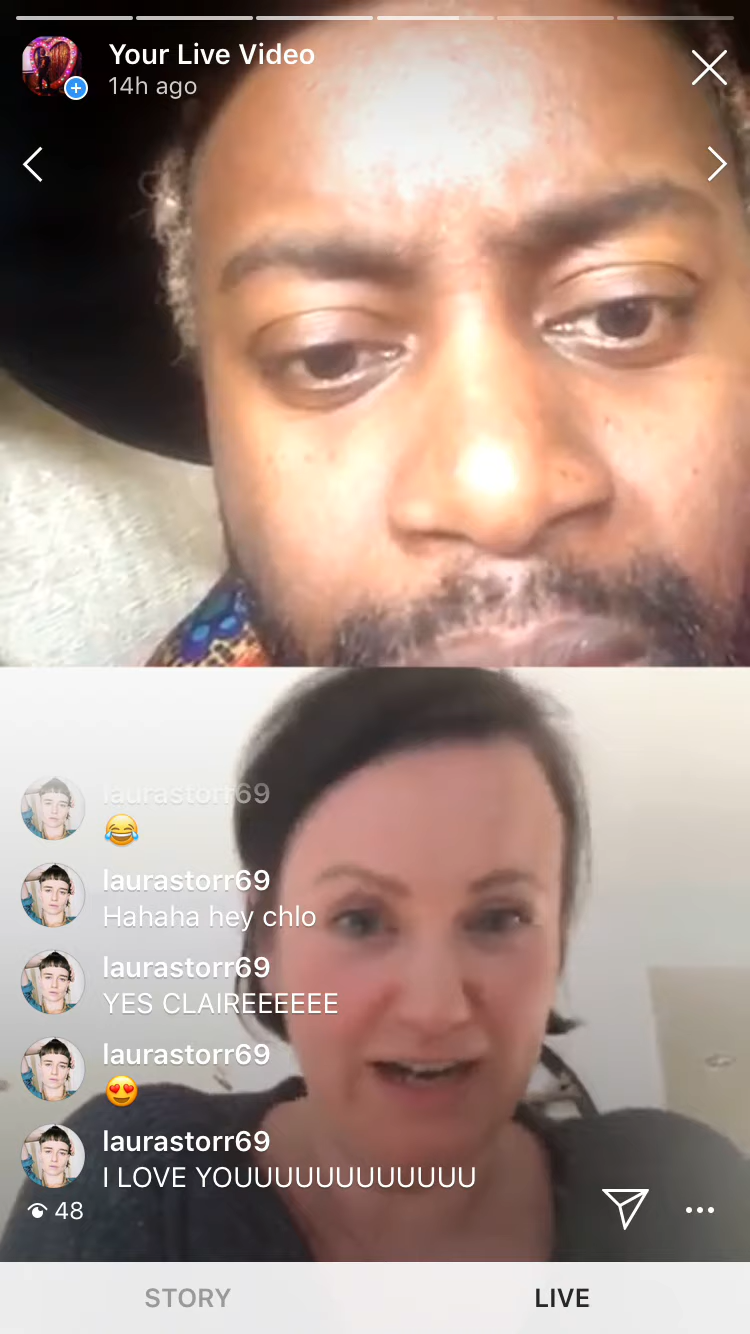 Your Live Video
14h ago
laurastorr69
😂
laurastorr69
Hahaha hey chlo
laurastorr69
YES CLAIREEEEEE
laurastorr69
😍
laurastorr69
I LOVE YOUUUUUUUUUUUUU
48
STORY
LIVE